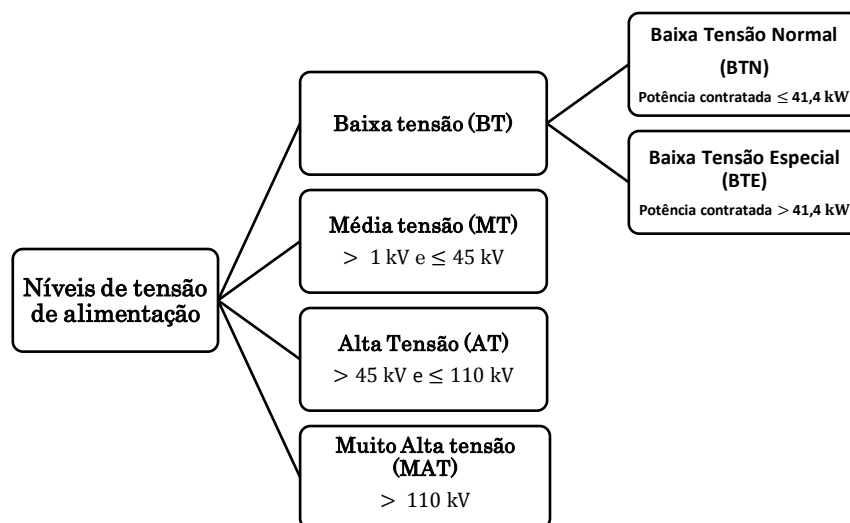 Níveis de tensão
de alimentação
Baixa tensão (BT)
Média tensão (MT)
> 1 kV e ≤ 45 kV
Alta Tensão (AT)
> 45 kV e ≤ 110 kV
Muito Alta tensão
(MAT)
> 110 kV
Baixa Tensão Normal
(BTN)
Potência contratada ≤ 41,4 kW
Baixa Tensão Especial
(BTE)
Potência contratada > 41,4 kW